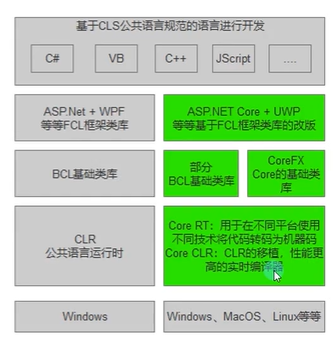 基于CLS公共语言规范的语言进行开发
C# VB C++ JScript .....
ASP.Net + WPF
等等FCL框架类库
ASP.NET Core + UWP
等等基于FCL框架类库的改版
BCL基础类库
部分
BCL基础类库
CoreFX
Core的基础类
库
CLR
公共语言运行时
Core RT：用于在不同平台使用
不同技术将代码转码为机器码
Core CLR：CLR的移植，性能更
高的实时编译器
Windows
Windows、MacOS、Linux等等